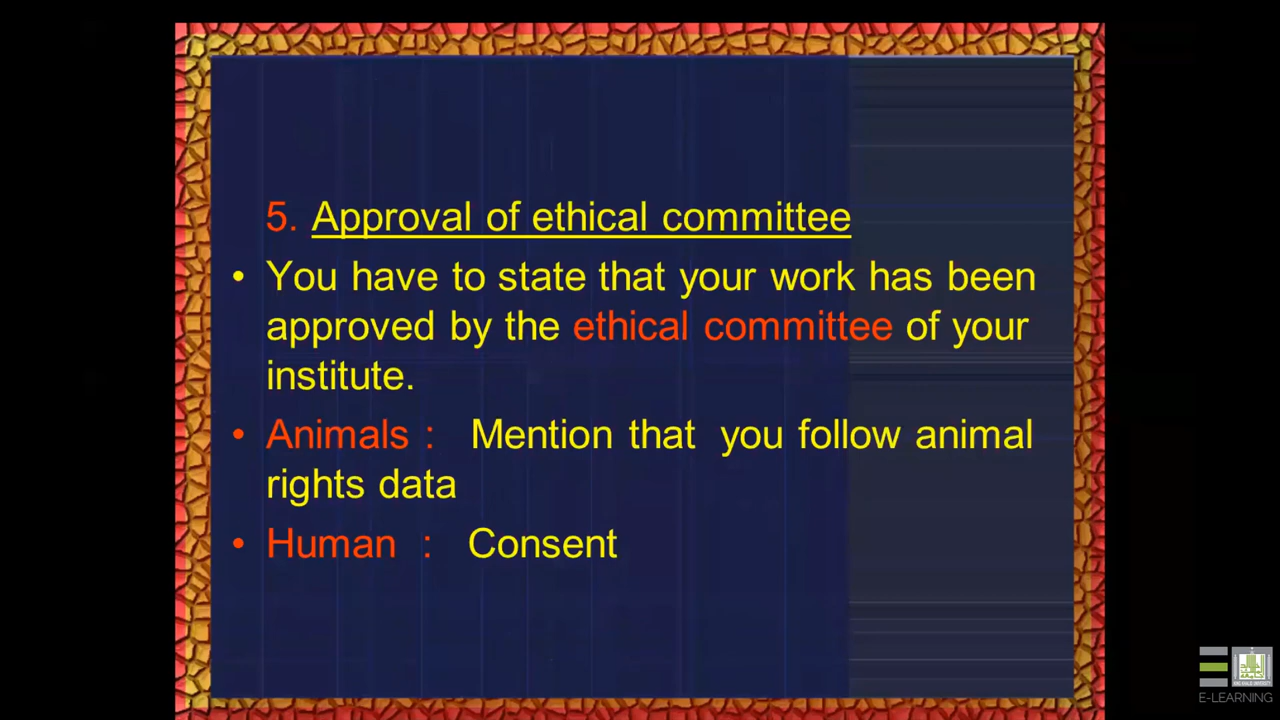 5. Approval of ethical committee
• You have to state that your work has been
approved by the ethical committee of your
institute.
• Animals : Mention that you follow animal
rights data
• Human : Consent
E-LEARNING